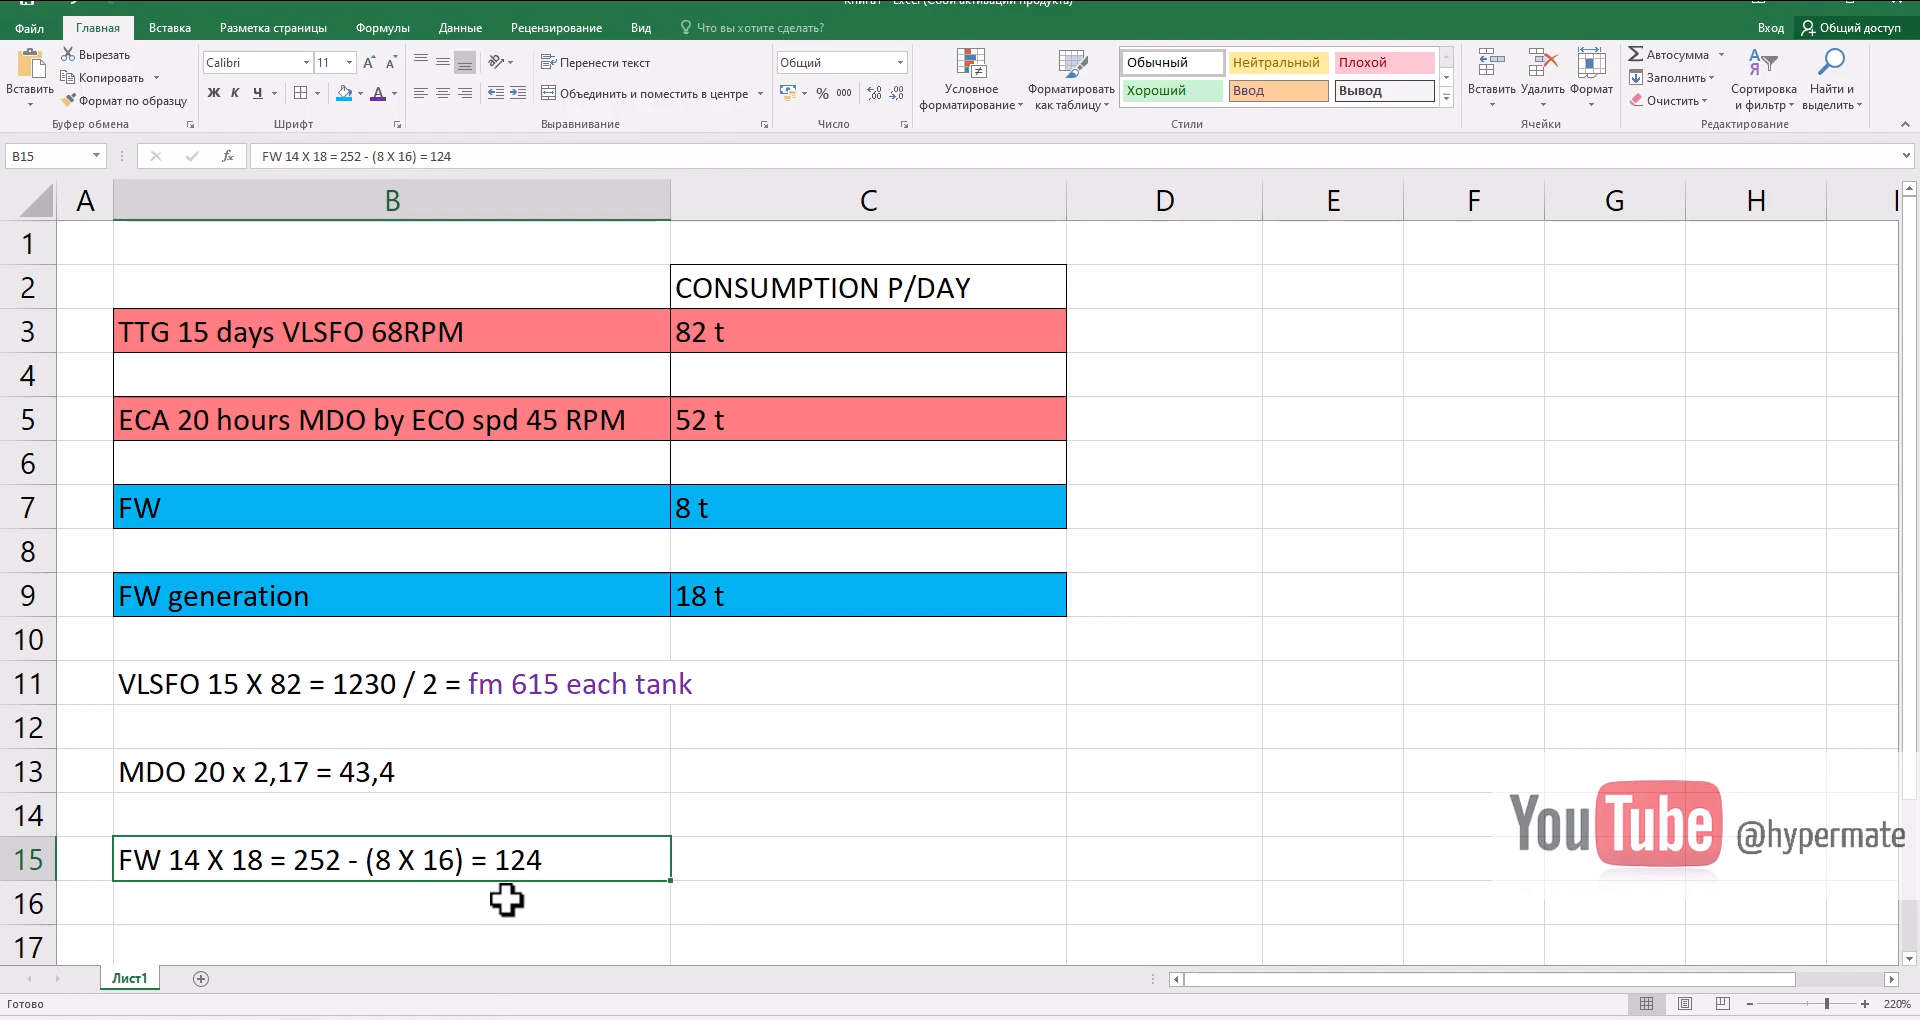 Файл Главная Вставка Разметка страницы Формулы Данные Рецензирование Вид Что вы хотите сделать? Вход Общий доступ
Вставить
Вырезать
Копировать
Формат по образцу
Буфер обмена
Calibri 11
Ж К Ч
Шрифт
Перенести текст
Объединить и поместить в центре
Выравнивание
Общий
% 000
Число
Условное форматирование
Форматировать как таблицу
Обычный Нейтральный Плохой
Хороший Ввод Вывод
Стили
Вставить Удалить Формат
Ячейки
Автосумма
Заполнить
Очистить
Сортировка и фильтр
Найти и выделить
Редактирование
B15 fx FW 14 X 18 = 252 - (8 X 16) = 124
A B C D E F G H
1
2 CONSUMPTION P/DAY
3 TTG 15 days VLSFO 68RPM 82 t
4
5 ECA 20 hours MDO by ECO spd 45 RPM 52 t
6
7 FW 8 t
8
9 FW generation 18 t
10
11 VLSFO 15 X 82 = 1230 / 2 = fm 615 each tank
12
13 MDO 20 x 2,17 = 43,4
14
15 FW 14 X 18 = 252 - (8 X 16) = 124
16
17
YouTube @hypermate
Лист1
Готово 220%